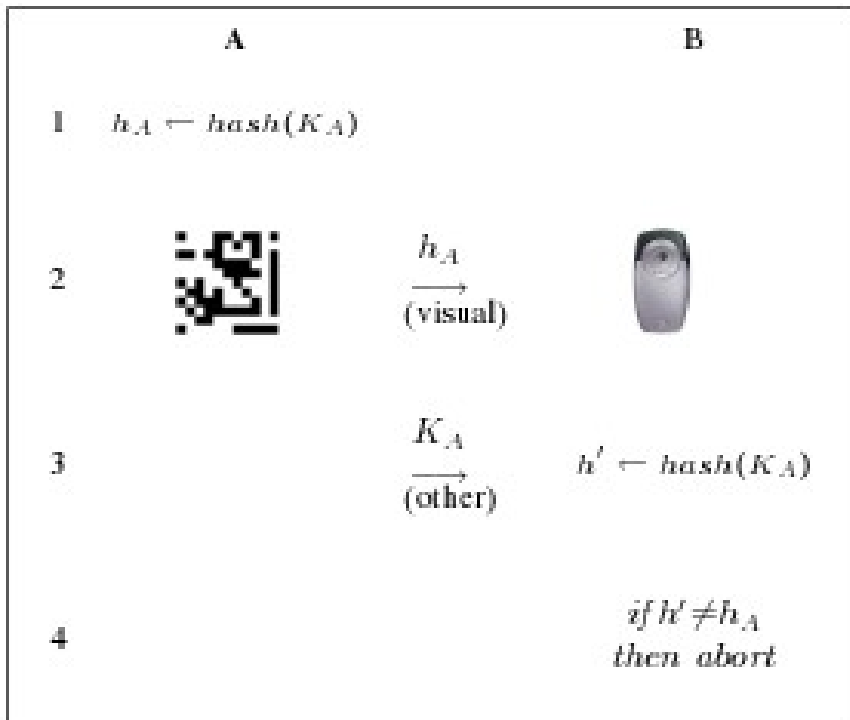 A B
1 h_A ← hash(K_A)
2 h_A → (visual)
3 K_A → (other) h′ ← hash(K_A)
4 if h′ ≠ h_A
then abort